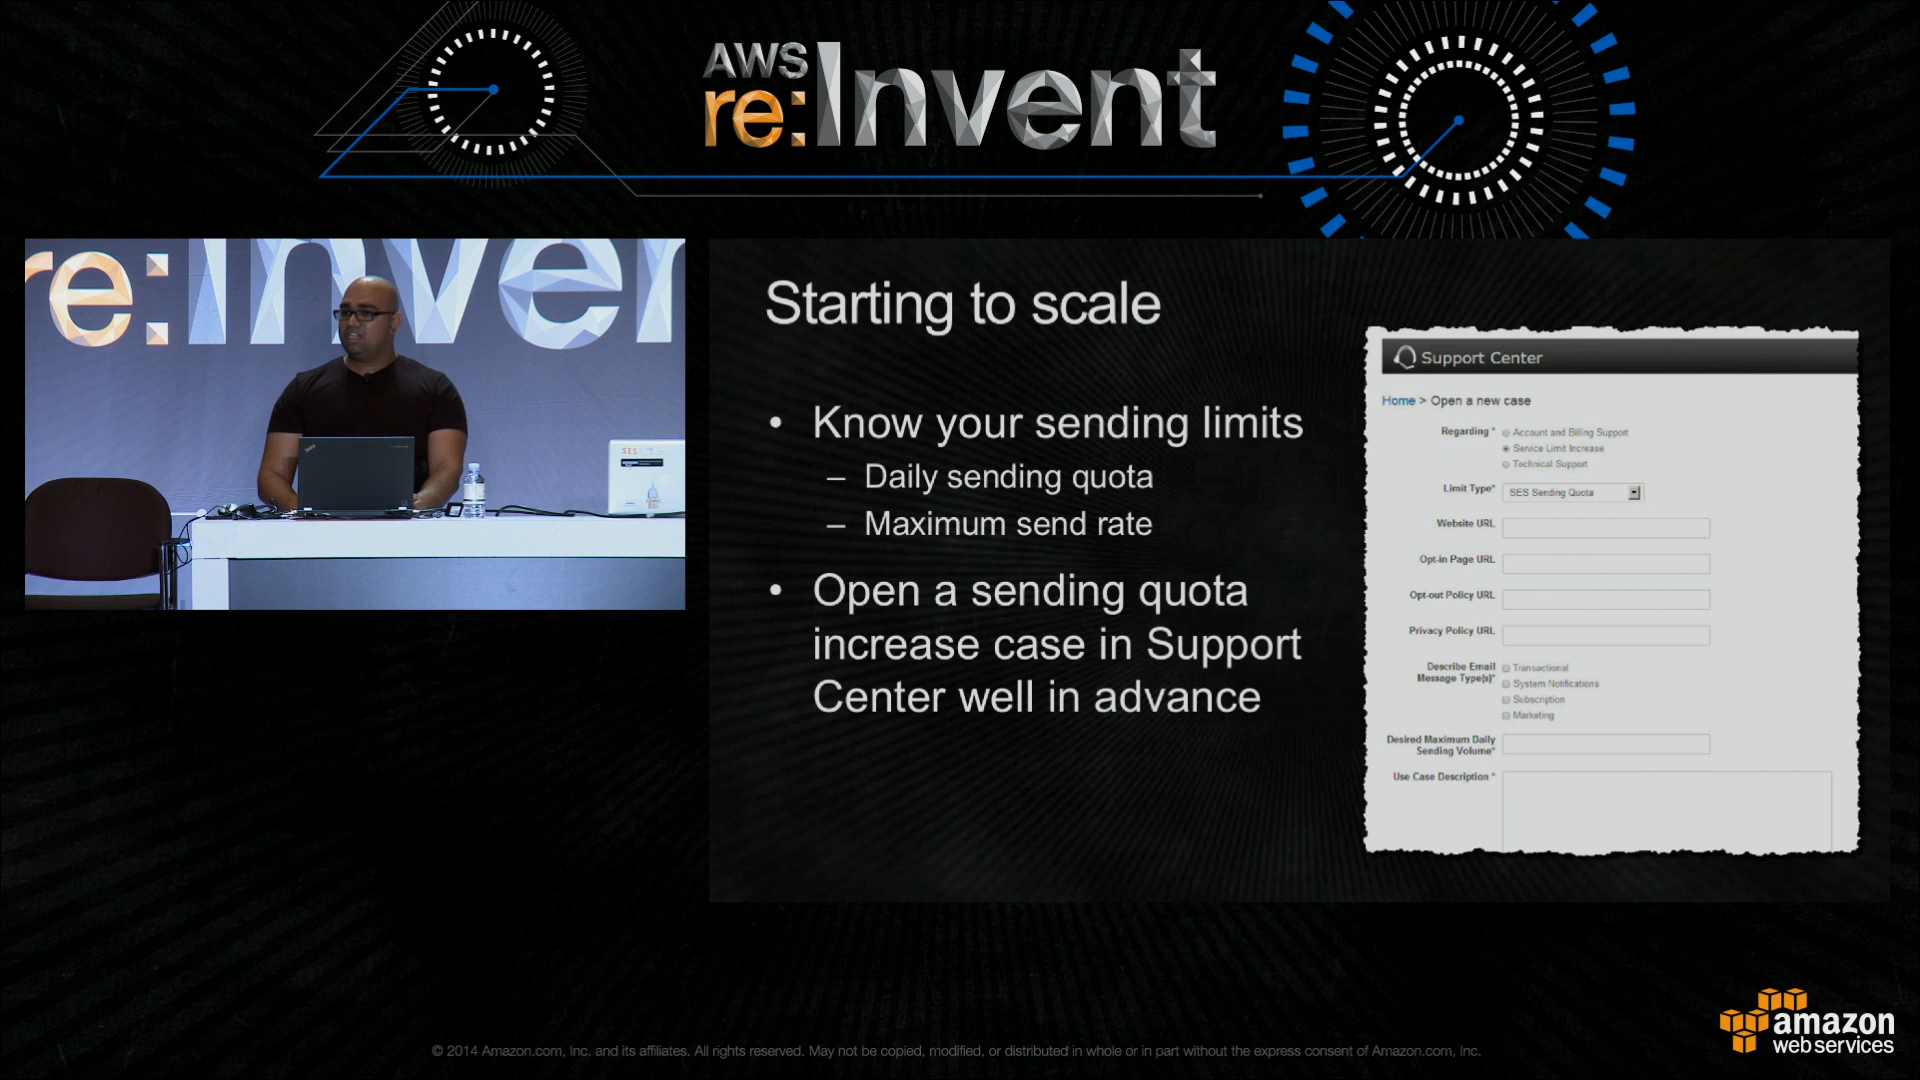 AWS
re:Invent
re:Inven
SES
Starting to scale
• Know your sending limits
– Daily sending quota
– Maximum send rate
• Open a sending quota
increase case in Support
Center well in advance
Support Center
Home > Open a new case
Regarding *
Account and Billing Support
Service Limit Increase
Technical Support
Limit Type*
SES Sending Quota
Website URL
Opt-in Page URL
Opt-out Policy URL
Privacy Policy URL
Describe Email
Message Type(s)*
Transactional
System Notifications
Subscription
Marketing
Desired Maximum Daily
Sending Volume*
Use Case Description *
amazon
web services
© 2014 Amazon.com, Inc. and its affiliates. All rights reserved. May not be copied, modified, or distributed in whole or in part without the express consent of Amazon.com, Inc.